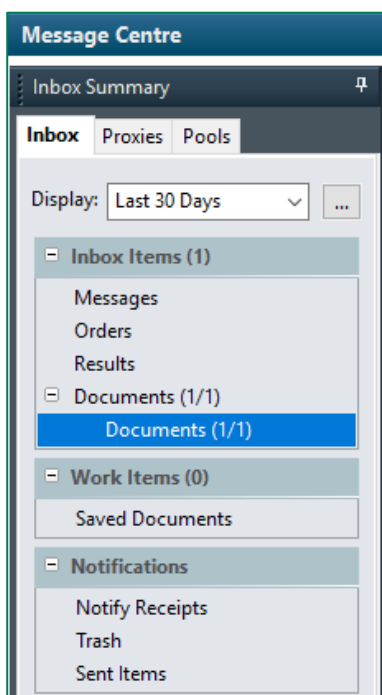 Message Centre
Inbox Summary
Inbox Proxies Pools
Display: Last 30 Days ...
Inbox Items (1)
Messages
Orders
Results
Documents (1/1)
Documents (1/1)
Work Items (0)
Saved Documents
Notifications
Notify Receipts
Trash
Sent Items